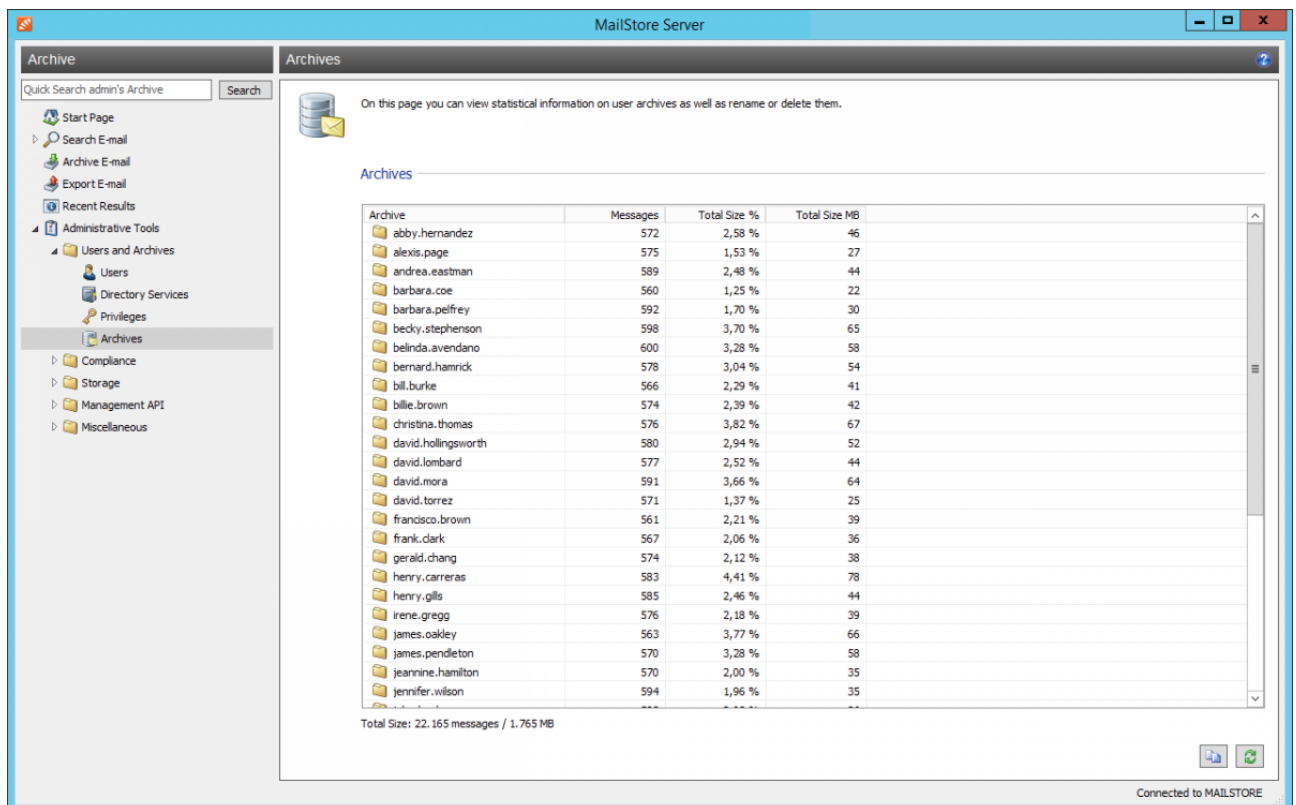 MailStore Server
Archive
Archives
Quick Search admin's Archive Search
Start Page
Search E-mail
Archive E-mail
Export E-mail
Recent Results
Administrative Tools
Users and Archives
Users
Directory Services
Privileges
Archives
Compliance
Storage
Management API
Miscellaneous
On this page you can view statistical information on user archives as well as rename or delete them.
Archives
Archive Messages Total Size % Total Size MB
abby.hernandez 572 2,58 % 46
alexis.page 575 1,53 % 27
andrea.eastman 589 2,48 % 44
barbara.coe 560 1,25 % 22
barbara.pelfrey 592 1,70 % 30
becky.stephenson 598 3,70 % 65
belinda.avendano 600 3,28 % 58
bernard.hamrick 578 3,04 % 54
bill.burke 566 2,29 % 41
billie.brown 574 2,39 % 42
christina.thomas 576 3,82 % 67
david.hollingsworth 580 2,94 % 52
david.lombard 577 2,52 % 44
david.mora 591 3,66 % 64
david.torrez 571 1,37 % 25
francisco.brown 561 2,21 % 39
frank.clark 567 2,06 % 36
gerald.chang 574 2,12 % 38
henry.carreras 583 4,41 % 78
henry.gills 585 2,46 % 44
irene.gregg 576 2,18 % 39
james.oakley 563 3,77 % 66
james.pendleton 570 3,28 % 58
jeannine.hamilton 570 2,00 % 35
jennifer.wilson 594 1,96 % 35
Total Size: 22.165 messages / 1.765 MB
Connected to MAILSTORE